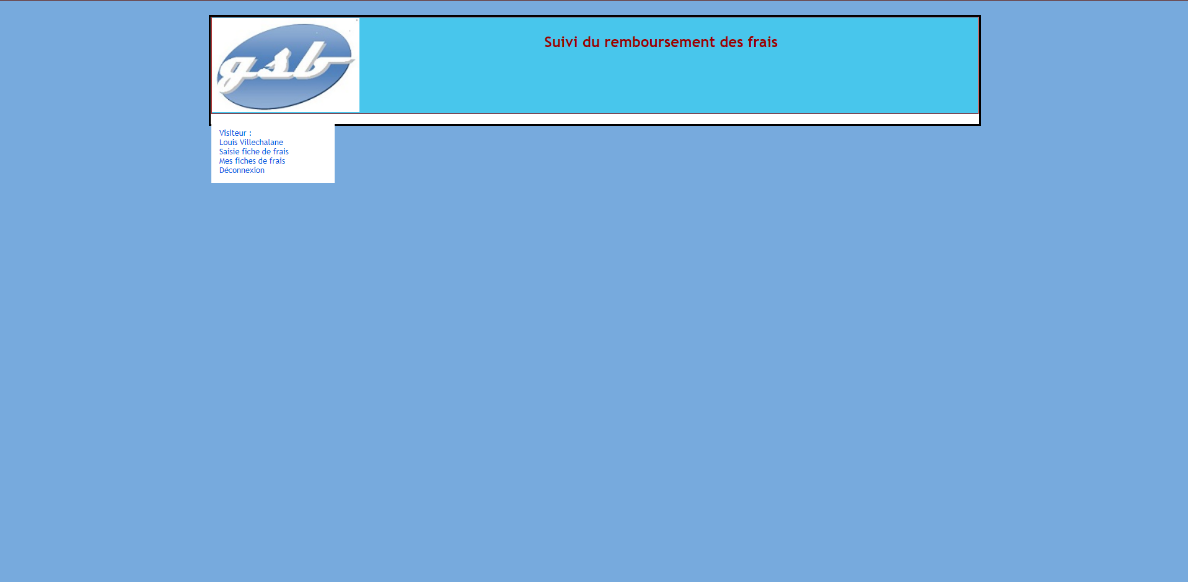 gsb
Suivi du remboursement des frais
Visiteur :
Louis Villechalane
Saisie fiche de frais
Mes fiches de frais
Déconnexion